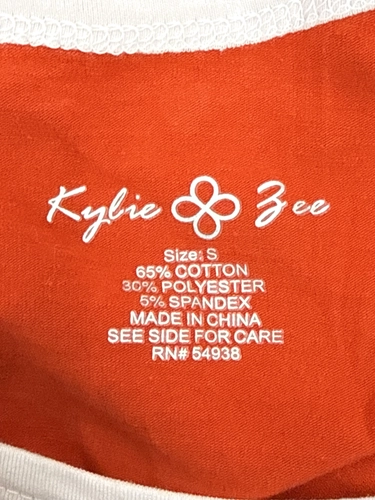 Kylie Zee
Size: S
65% COTTON
30% POLYESTER
5% SPANDEX
MADE IN CHINA
SEE SIDE FOR CARE
RN# 54938